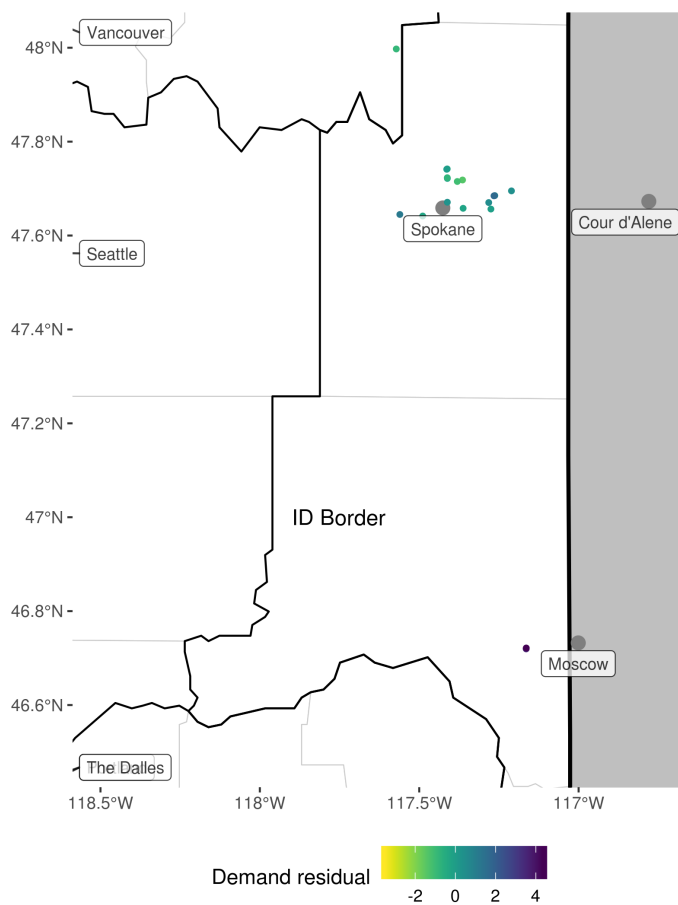 Vancouver
48°N
47.8°N
Cour d'Alene
Spokane
47.6°N
Seattle
47.4°N
47.2°N
ID Border
47°N
46.8°N
Moscow
46.6°N
The Dalles
118.5°W 118°W 117.5°W 117°W
Demand residual
-2 0 2 4